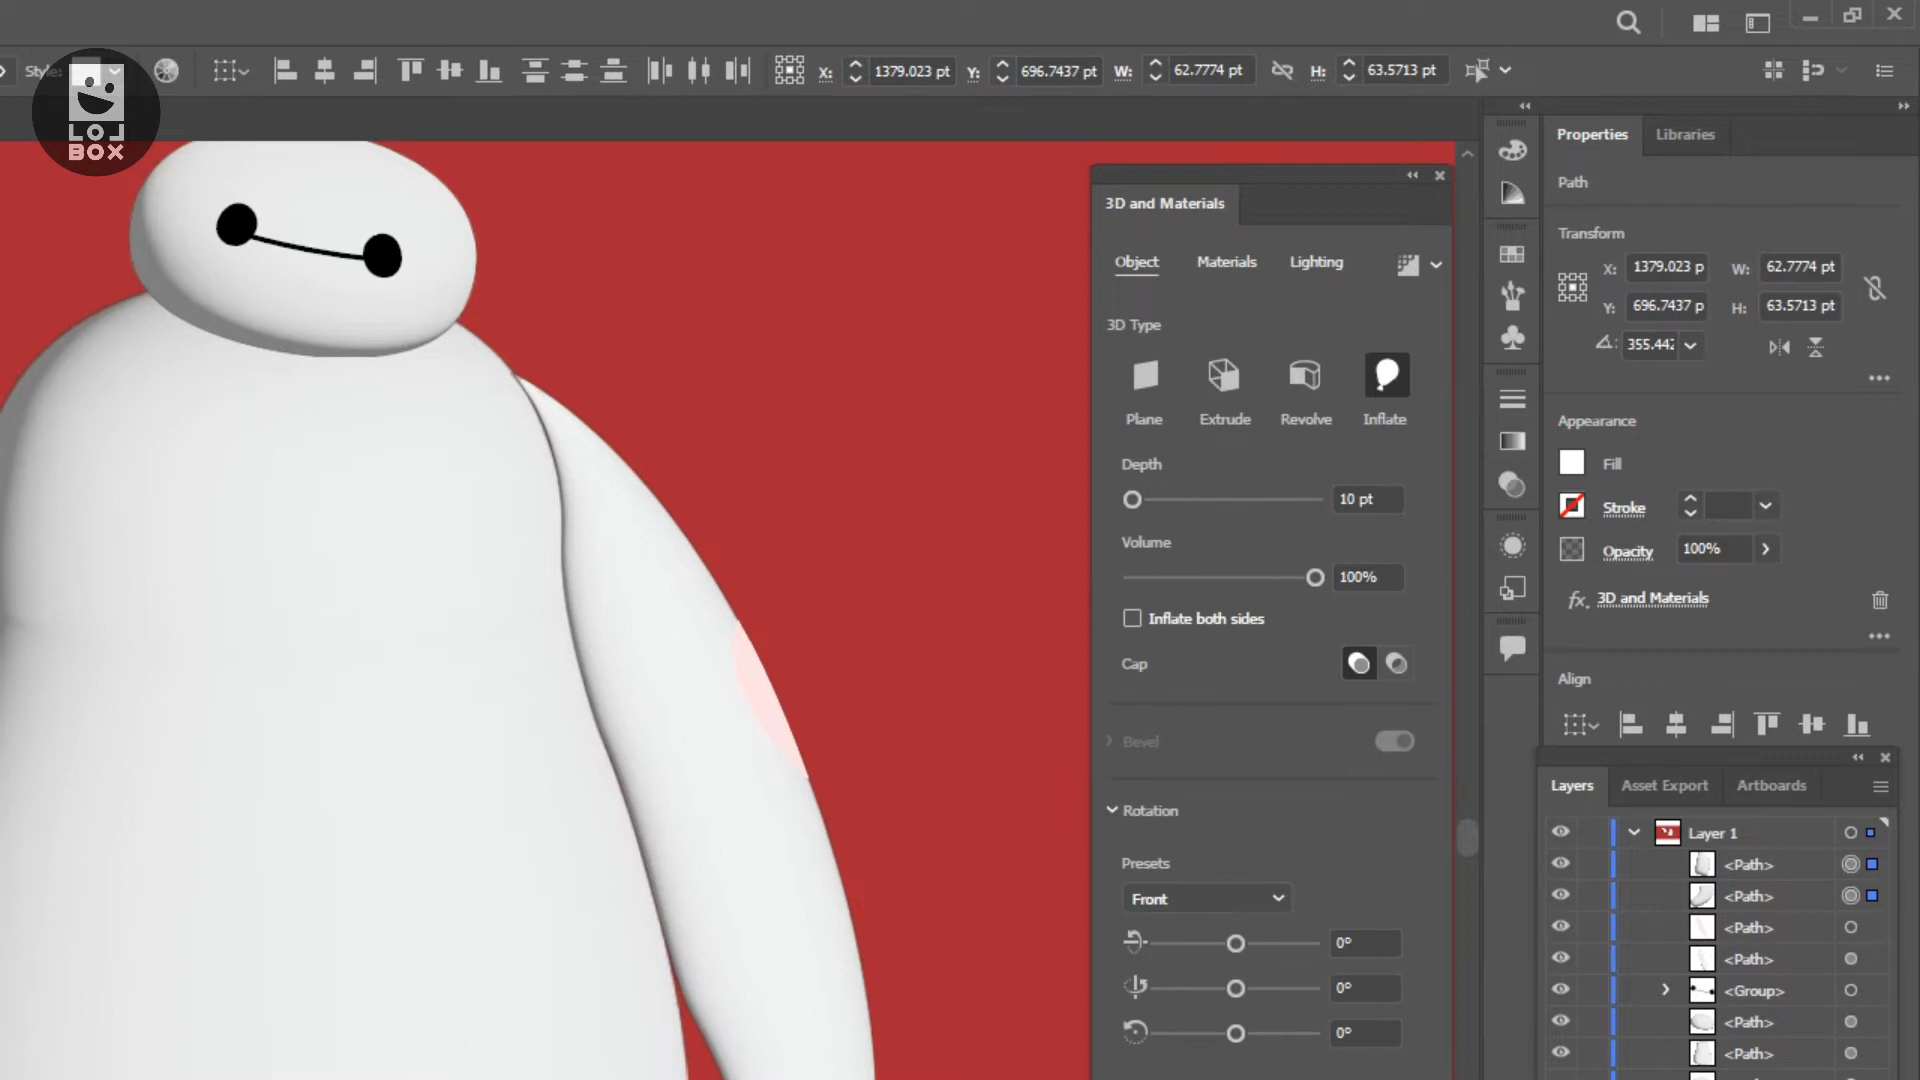 Style:
X:
1379.023 pt
Y:
696.7437 pt
W:
62.7774 pt
H:
63.5713 pt
LOL
BOX
3D and Materials
Object
Materials
Lighting
3D Type
Plane
Extrude
Revolve
Inflate
Depth
10 pt
Volume
100%
Inflate both sides
Cap
Bevel
Rotation
Presets
Front
0°
0°
0°
Properties
Libraries
Path
Transform
X:
1379.023 p
W:
62.7774 pt
Y:
696.7437 p
H:
63.5713 pt
355.442
Appearance
Fill
Stroke
Opacity
100%
fx.
3D and Materials
Align
Layers
Asset Export
Artboards
Layer 1
<Path>
<Path>
<Path>
<Path>
<Group>
<Path>
<Path>